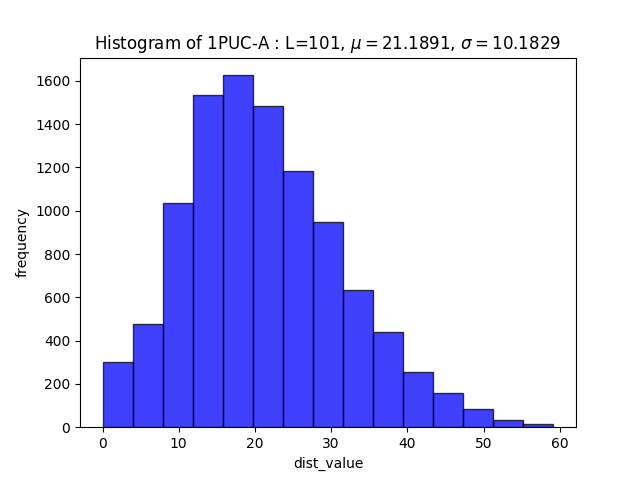 Histogram of 1PUC-A : L=101, μ = 21.1891, σ = 10.1829
1600
1400
1200
1000
800
600
400
200
0
frequency
0 10 20 30 40 50 60
dist_value